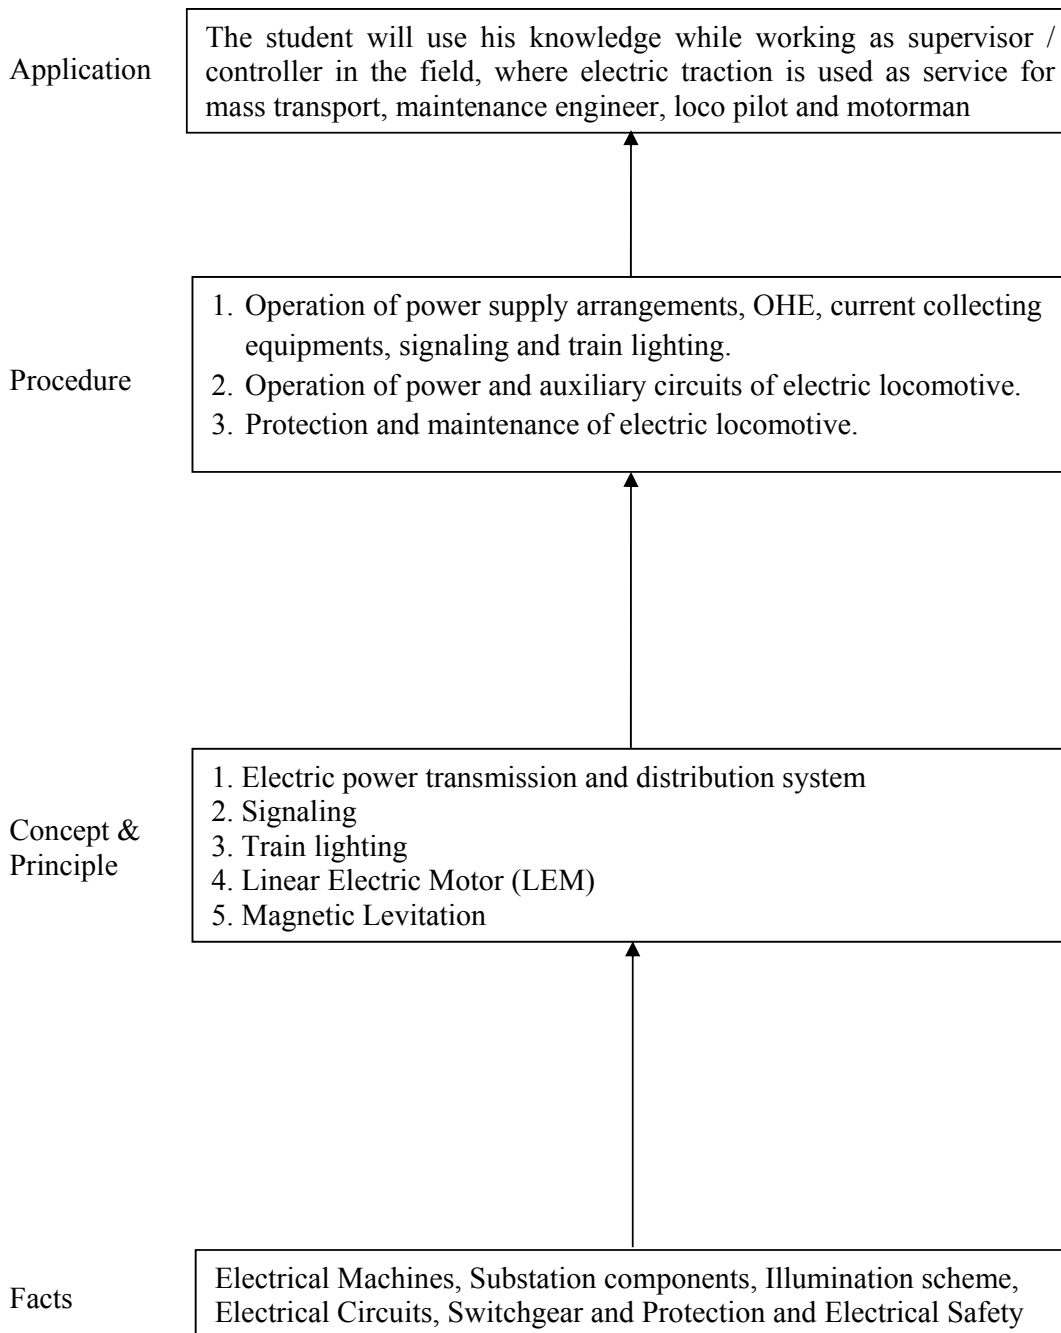 Application
The student will use his knowledge while working as supervisor /
controller in the field, where electric traction is used as service for
mass transport, maintenance engineer, loco pilot and motorman
Procedure
1. Operation of power supply arrangements, OHE, current collecting
equipments, signaling and train lighting.
2. Operation of power and auxiliary circuits of electric locomotive.
3. Protection and maintenance of electric locomotive.
Concept &
Principle
1. Electric power transmission and distribution system
2. Signaling
3. Train lighting
4. Linear Electric Motor (LEM)
5. Magnetic Levitation
Facts
Electrical Machines, Substation components, Illumination scheme,
Electrical Circuits, Switchgear and Protection and Electrical Safety